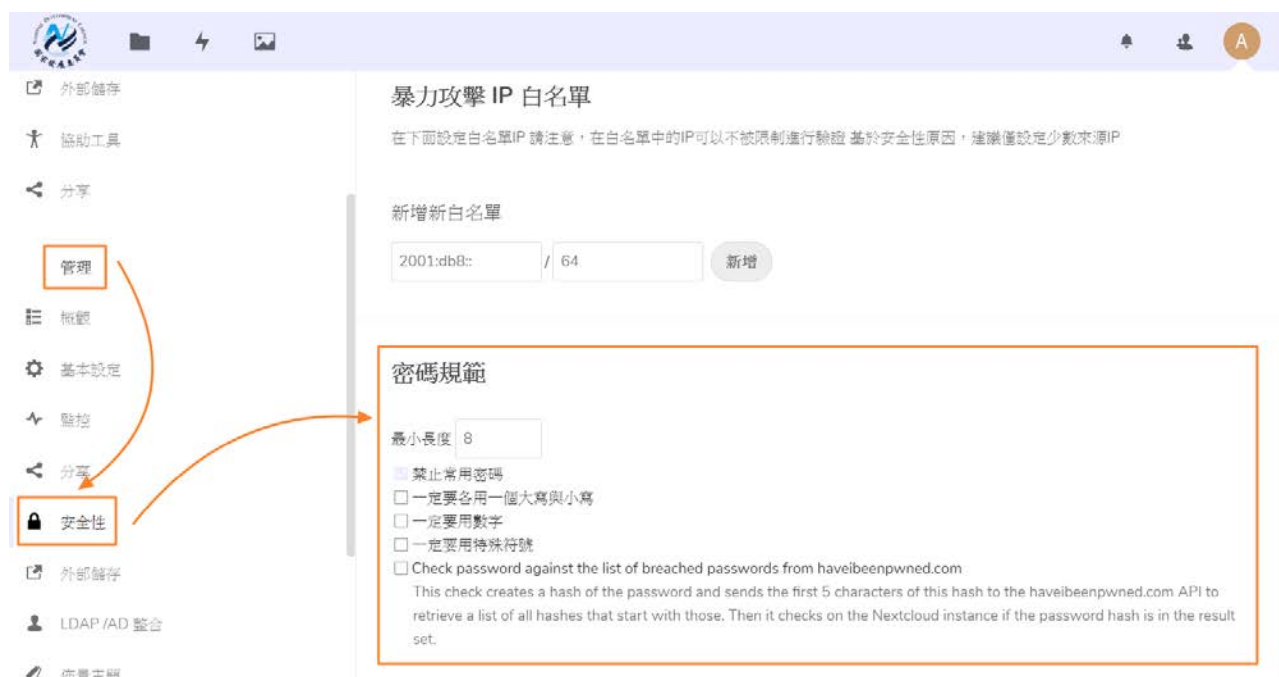 A
外部儲存
協助工具
分享
管理
概觀
基本設定
監控
分享
安全性
外部儲存
LDAP /AD 整合
暴力攻擊 IP 白名單
在下面設定白名單IP 請注意，在白名單中的IP可以不被限制進行驗證 基於安全性原因，建議僅設定少數來源IP
新增新白名單
2001:db8:: / 64 新增
密碼規範
最小長度 8
禁止常用密碼
一定要各用一個大寫與小寫
一定要用數字
一定要用特殊符號
Check password against the list of breached passwords from haveibeenpwned.com
This check creates a hash of the password and sends the first 5 characters of this hash to the haveibeenpwned.com API to
retrieve a list of all hashes that start with those. Then it checks on the Nextcloud instance if the password hash is in the result
set.